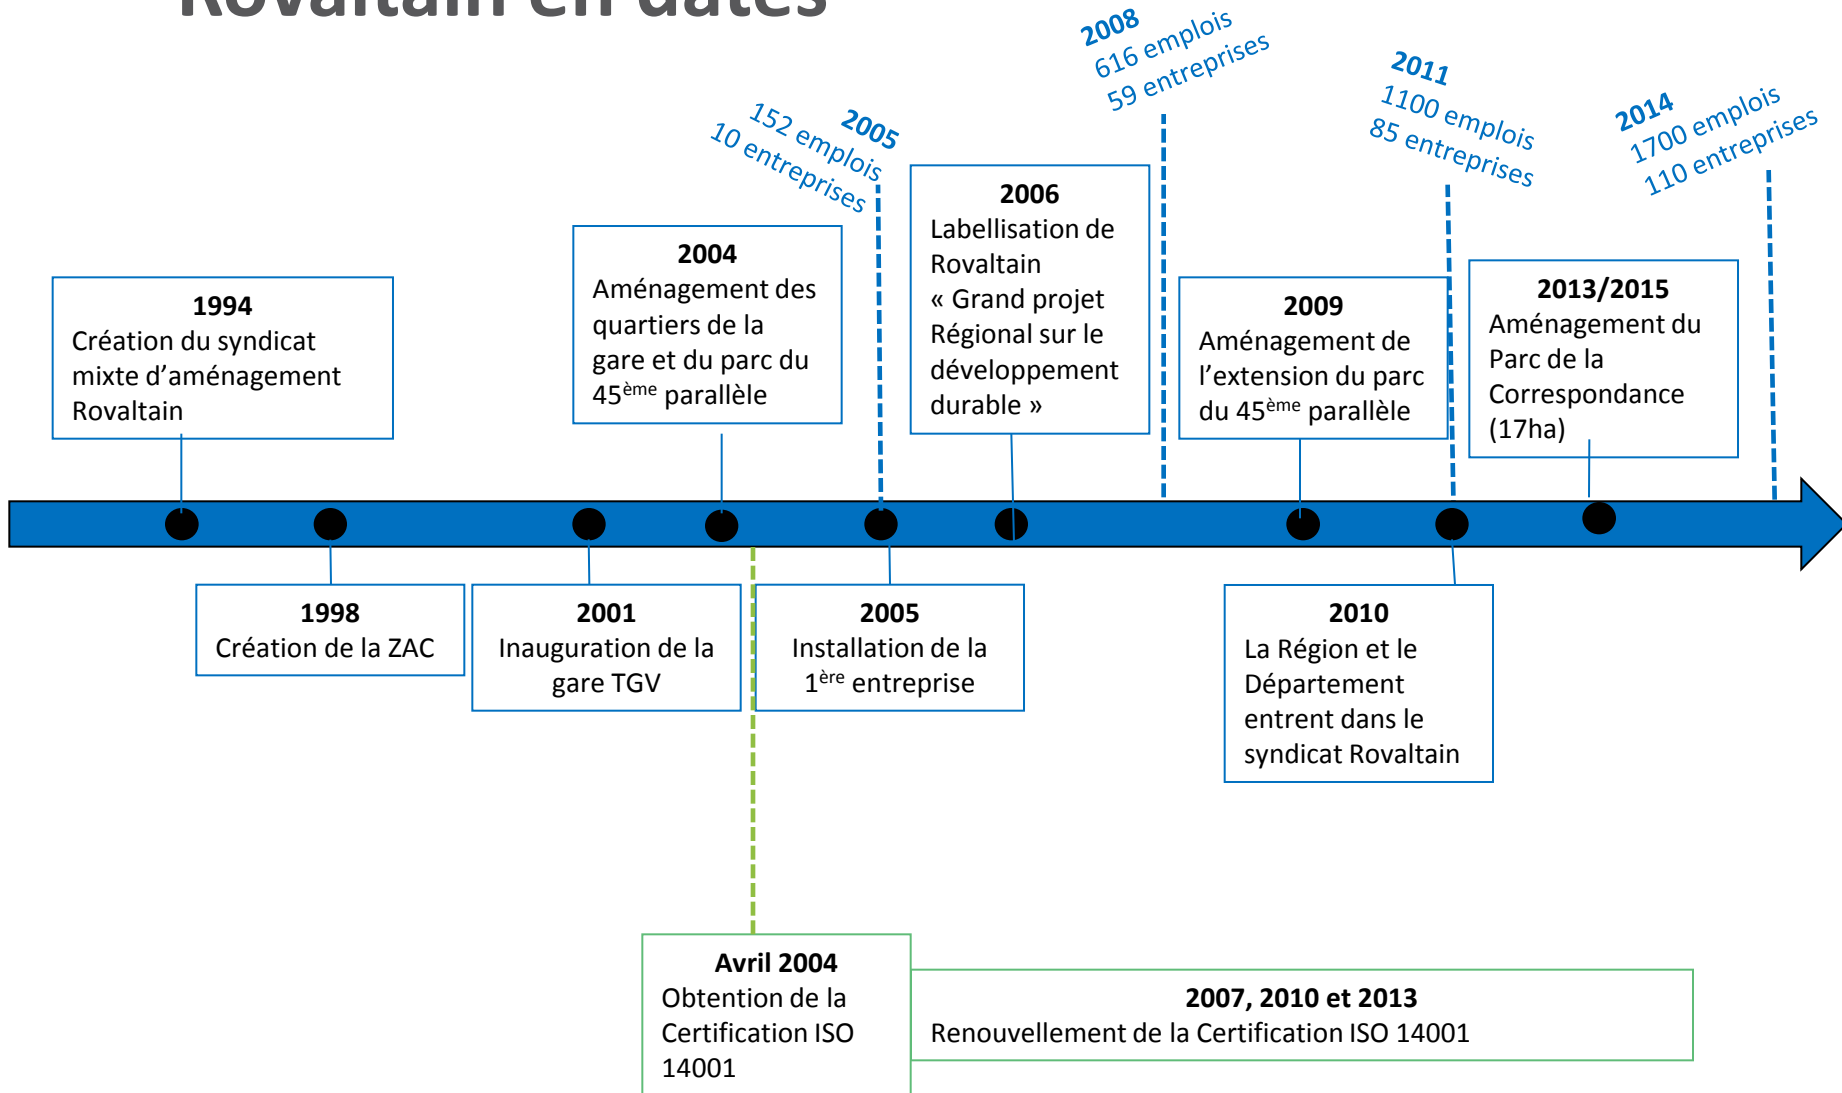 Rovaltain en dates
2008
616 emplois
59 entreprises
2011
1100 emplois
85 entreprises
2014
1700 emplois
110 entreprises
2005
152 emplois
10 entreprises
1994
Création du syndicat
mixte d’aménagement
Rovaltain
2004
Aménagement des
quartiers de la
gare et du parc du
45ème parallèle
2006
Labellisation de
Rovaltain
« Grand projet
Régional sur le
développement
durable »
2009
Aménagement de
l’extension du parc
du 45ème parallèle
2013/2015
Aménagement du
Parc de la
Correspondance
(17ha)
1998
Création de la ZAC
2001
Inauguration de la
gare TGV
2005
Installation de la
1ère entreprise
2010
La Région et le
Département
entrent dans le
syndicat Rovaltain
Avril 2004
Obtention de la
Certification ISO
14001
2007, 2010 et 2013
Renouvellement de la Certification ISO 14001